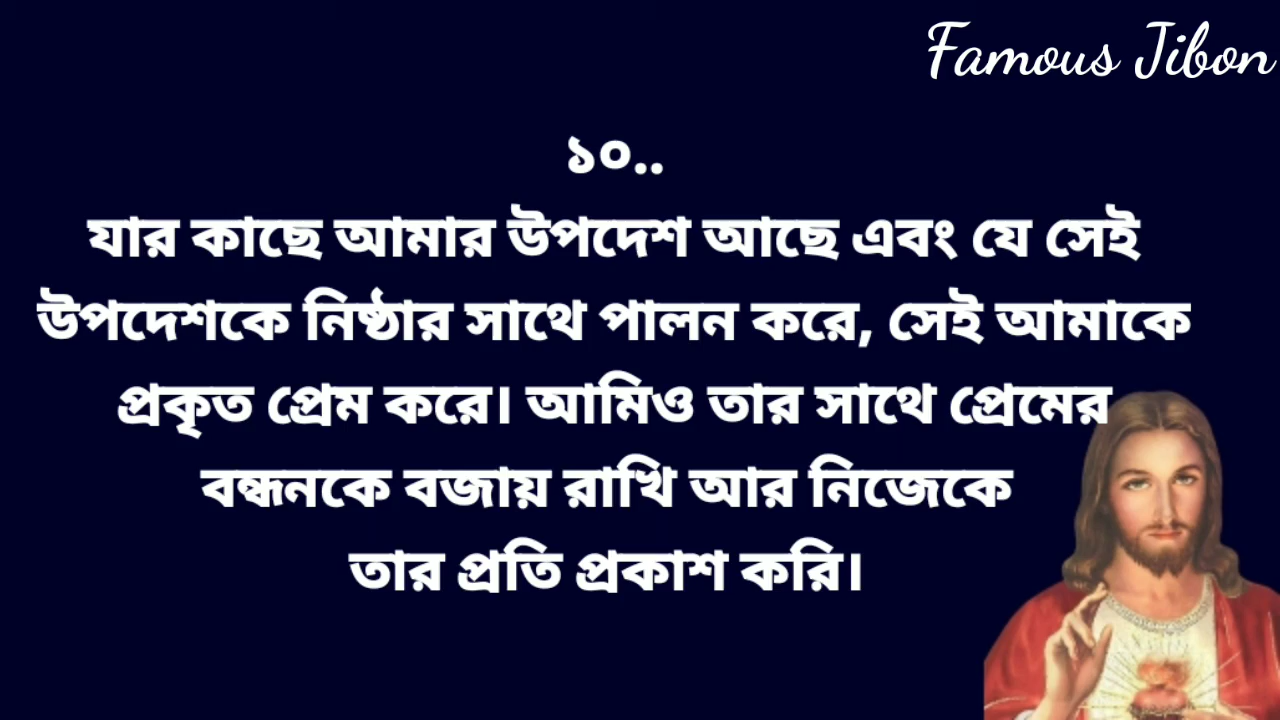 Famous Jibon
১০..
যার কাছে আমার উপদেশ আছে এবং যে সেই
উপদেশকে নিষ্ঠার সাথে পালন করে, সেই আমাকে
প্রকৃত প্রেম করে। আমিও তার সাথে প্রেমের
বন্ধনকে বজায় রাখি আর নিজেকে
তার প্রতি প্রকাশ করি।